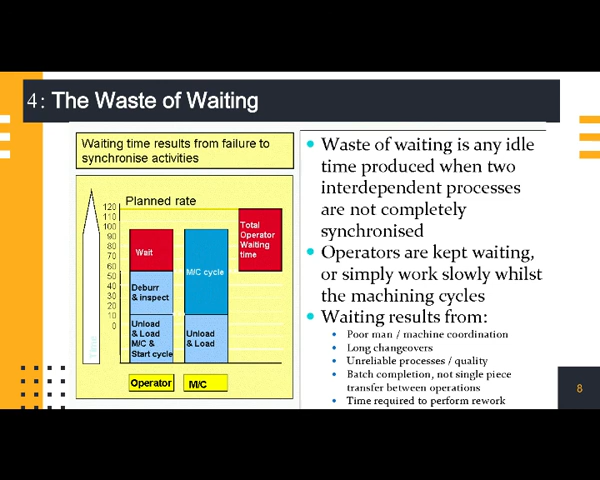 4: The Waste of Waiting
Waiting time results from failure to
synchronise activities
Planned rate
120
110
100
90
80
70
60
50
40
30
20
10
0
Time
Wait
Deburr
& inspect
Unload
& Load
M/C &
Start cycle
M/C cycle
Unload
& Load
Total
Operator
Waiting
time
Operator
M/C
• Waste of waiting is any idle
time produced when two
interdependent processes
are not completely
synchronised
• Operators are kept waiting,
or simply work slowly whilst
the machining cycles
• Waiting results from:
• Poor man / machine coordination
• Long changeovers
• Unreliable processes / quality
• Batch completion, not single piece
transfer between operations
• Time required to perform rework
8